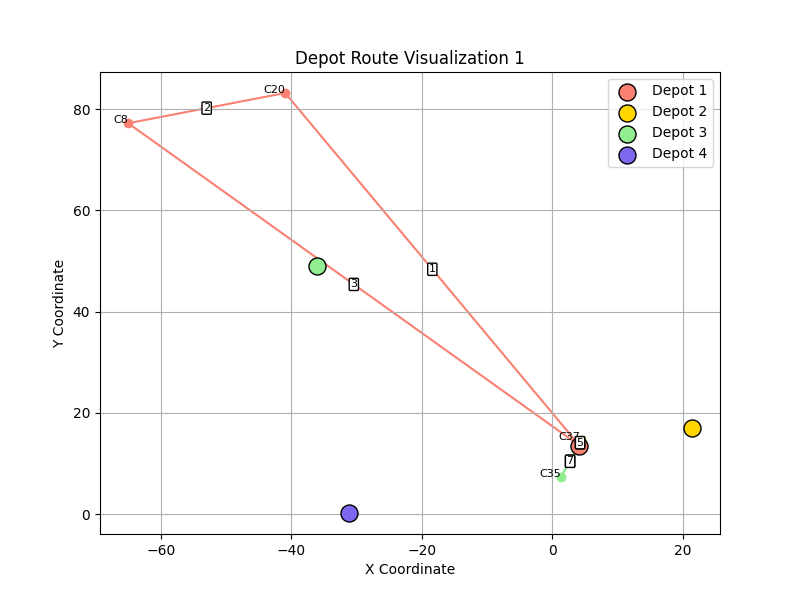 Depot Route Visualization 1
Depot 1
Depot 2
Depot 3
Depot 4
C20
C8
2
1
3
C37
5
7
C35
80
60
40
20
0
−60
−40
−20
0
20
X Coordinate
Y Coordinate